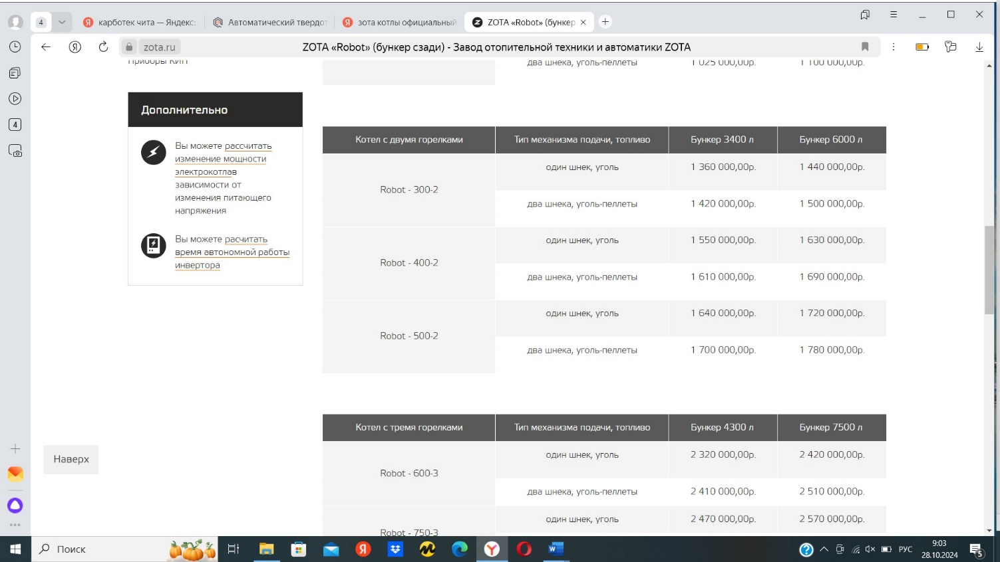 4
карботек чита — Яндекс:
Автоматический твердот
зота котлы официальный
ZOTA «Robot» (бункер
zota.ru
ZOTA «Robot» (бункер сзади) - Завод отопительной техники и автоматики ZOTA
Приборы КИП
два шнека, уголь-пеллеты 1 025 000,00р. 1 100 000,00р.
Дополнительно
Вы можете рассчитать
изменение мощности
электрокотлав
зависимости от
изменения питающего
напряжения
Вы можете расчитать
время автономной работы
инвертора
4
Котел с двумя горелками Тип механизма подачи, топливо Бункер 3400 л Бункер 6000 л
Robot - 300-2
один шнек, уголь 1 360 000,00р. 1 440 000,00р.
два шнека, уголь-пеллеты 1 420 000,00р. 1 500 000,00р.
Robot - 400-2
один шнек, уголь 1 550 000,00р. 1 630 000,00р.
два шнека, уголь-пеллеты 1 610 000,00р. 1 690 000,00р.
Robot - 500-2
один шнек, уголь 1 640 000,00р. 1 720 000,00р.
два шнека, уголь-пеллеты 1 700 000,00р. 1 780 000,00р.
Котел с тремя горелками Тип механизма подачи, топливо Бункер 4300 л Бункер 7500 л
Robot - 600-3
один шнек, уголь 2 320 000,00р. 2 420 000,00р.
два шнека, уголь-пеллеты 2 410 000,00р. 2 510 000,00р.
Robot - 750-3
один шнек, уголь 2 470 000,00р. 2 570 000,00р.
Наверх
Поиск
РУС
9:03
28.10.2024
5